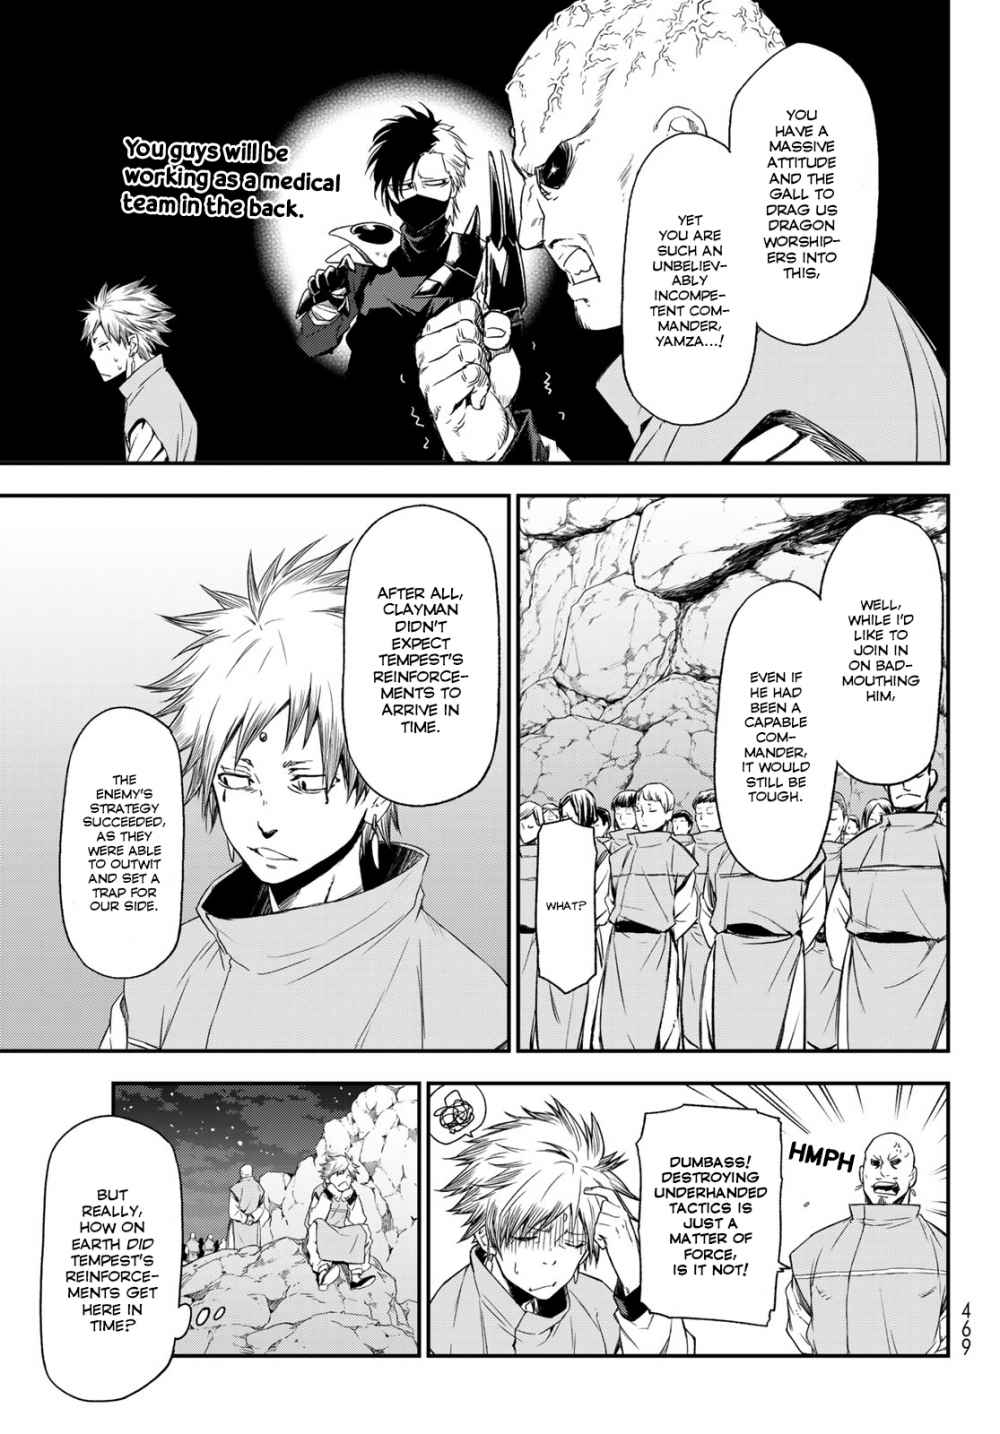 YOU
HAVE A
MASSIVE
ATTITUDE
AND THE
GALL TO
DRAG US
DRAGON
WORSHIP-
ERS INTO
THIS,
YET
YOU ARE
SUCH AN
UNBELIEV-
ABLY
INCOMPE-
TENT COM-
MANDER,
YAMZA...!
You guys will be
working as a medical
team in the back.
WELL,
WHILE I'D
LIKE TO
JOIN IN
ON BAD-
MOUTHING
HIM,
EVEN IF
HE HAD
BEEN A
CAPABLE
COM-
MANDER,
IT WOULD
STILL BE
TOUGH.
WHAT?
AFTER ALL,
CLAYMAN
DIDN'T
EXPECT
TEMPEST'S
REINFORCE-
MENTS TO
ARRIVE IN
TIME.
THE
ENEMY'S
STRATEGY
SUCCEEDED,
AS THEY
WERE ABLE
TO OUTWIT
AND SET A
TRAP FOR
OUR SIDE.
HMPH
DUMBASS!
DESTROYING
UNDERHANDED
TACTICS IS
JUST A
MATTER OF
FORCE,
IS IT NOT!
BUT
REALLY,
HOW ON
EARTH DID
TEMPEST'S
REINFORCE-
MENTS GET
HERE IN
TIME?
469